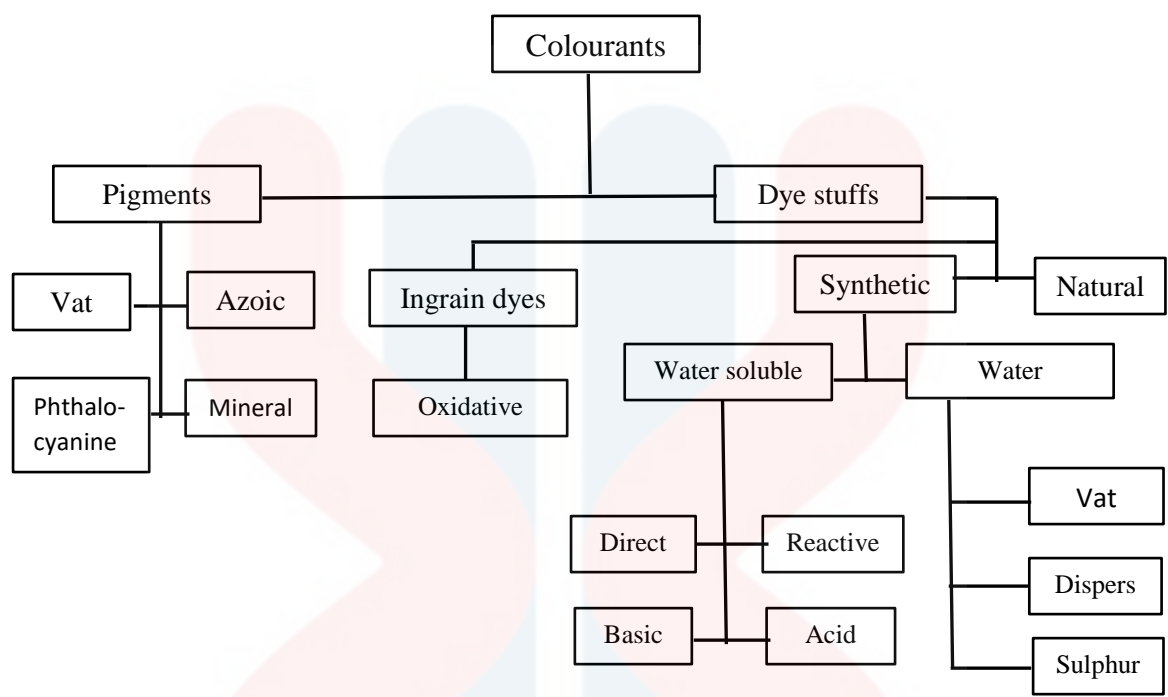 Colourants
Pigments
Dye stuffs
Vat
Azoic
Ingrain dyes
Synthetic
Natural
Phthalo-
cyanine
Mineral
Oxidative
Water soluble
Water
Vat
Direct
Reactive
Dispers
Basic
Acid
Sulphur